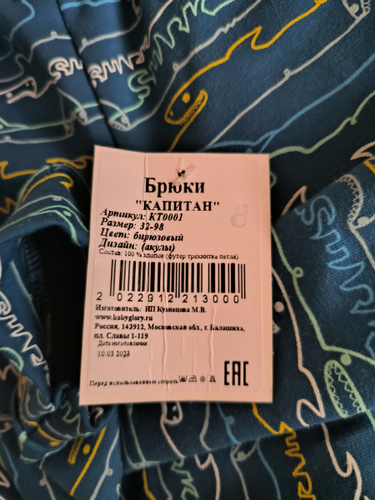 Брюки
"КАПИТАН"
Артикул: КТ0001
Размер: 32-98
Цвет: бирюзовый
Дизайн: (акулы)
Состав: 100 % хлопок (футер трехнитка петля)
2 022912 213000
Изготовитель: ИП Кузнецова М.В.
www.babyglory.ru
Россия, 143912, Московская обл., г. Балашиха,
пл. Славы 1-119
Дата изготовления
10.03.2023
Перед использованием стирать
ЕАС